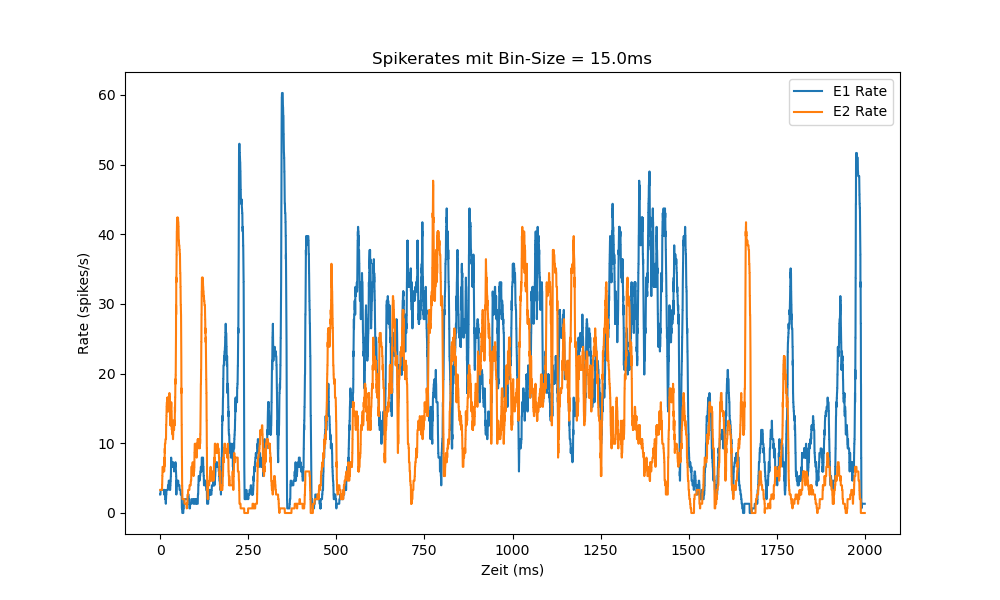 Spikerates mit Bin-Size = 15.0ms
E1 Rate
E2 Rate
Rate (spikes/s)
60
50
40
30
20
10
0
0 250 500 750 1000 1250 1500 1750 2000
Zeit (ms)